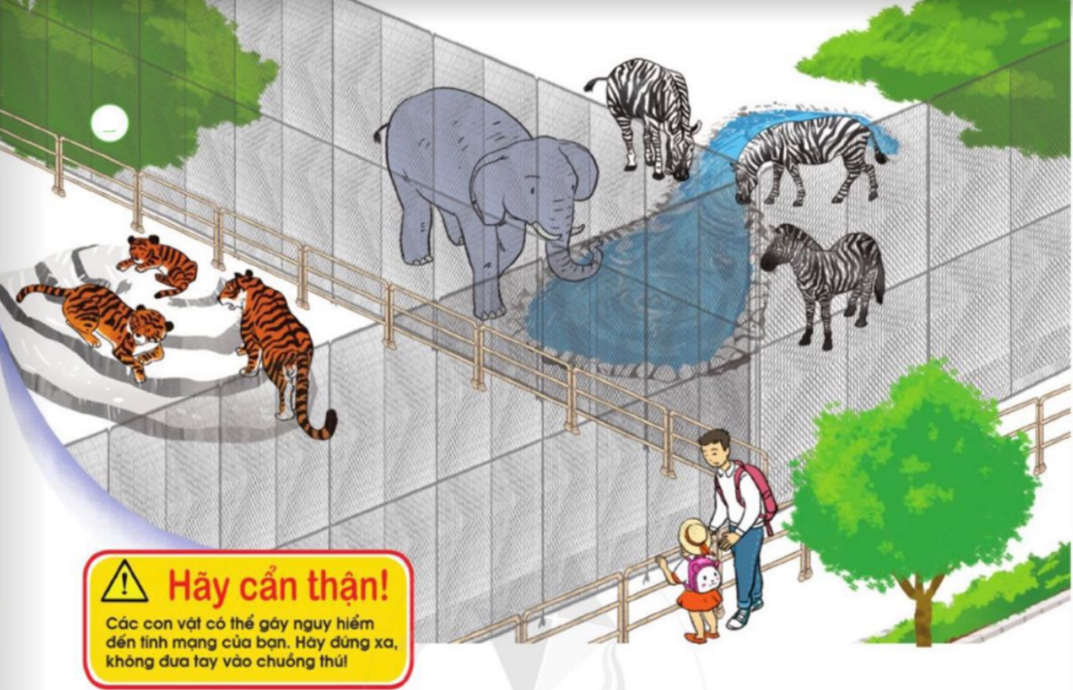 Hãy cẩn thận!
Các con vật có thể gây nguy hiểm
đến tính mạng của bạn. Hãy đứng xa,
không đưa tay vào chuồng thú!